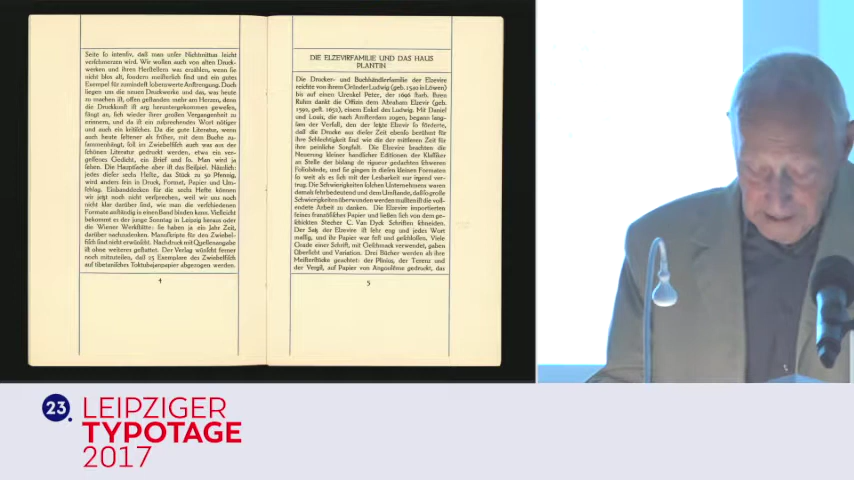 Seite so intensiv, daß man unser Nichtmittun leicht
verschmerzen wird. Wir wollen auch von alten Druck-
werken und ihren Herstellern was erzählen, wenn sie
nicht blos alt, sondern meisterlich sind und ein gutes
Exempel für zumindest lobenswerte Anstrengung. Doch
liegen uns die neuen Druckwerke und das, was heute
zu machen ist, offen gestanden mehr am Herzen, denn
die Druckkunst ist arg heruntergekommen gewesen,
fängt an, sich wieder ihrer großen Vergangenheit zu
erinnern, und da ist ein zusprechendes Wort nötiger
und auch ein kritisches. Da die gute Literatur, wenn
auch heute seltener als früher, mit dem Buche zu-
sammenhängt, soll im Zwiebelfisch auch was aus der
schönen Literatur gedruckt werden, etwa ein ver-
gessenes Gedicht, ein Brief und so. Man wird ja
sehen. Die Hauptsache aber ist das Beispiel. Nämlich:
jedes dieser sechs Hefte, das Stück zu 50 Pfennig,
wird anders sein in Druck, Format, Papier und Um-
schlag. Einbanddecken für die sechs Hefte können
wir jetzt noch nicht versprechen, weil wir uns noch
nicht klar darüber sind, wie man die verschiedenen
Formate anständig in einen Band binden kann. Vielleicht
bekommt es der junge Sonntag in Leipzig heraus oder
die Wiener Werkstätte: Sie haben ja ein Jahr Zeit,
darüber nachzudenken. Manuskripte für den Zwiebel-
fisch sind nicht erwünscht. Nachdruck mit Quellenangabe
ist ohne weiteres gestattet. Der Verlag wünscht ferner
noch mitzuteilen, daß 25 Exemplare des Zwiebelfisch
auf tibetanisches Toktubajanpapier abgezogen werden.
4
DIE ELZEVIRFAMILIE UND DAS HAUS
PLANTIN
Die Drucker- und Buchhändlerfamilie der Elzevire
reichte von ihrem Gründer Ludwig (geb. 1540 in Löwen)
bis auf einen Urenkel Peter, der 1696 starb. Ihren
Ruhm dankt die Offizin dem Abraham Elzevir (geb.
1592, gest. 1652), einem Enkel des Ludwig. Mit Daniel
und Louis, die nach Amsterdam zogen, begann lang-
sam der Verfall, den der letzte Elzevir so förderte,
daß die Drucke aus dieser Zeit ebenso berühmt für
ihre Schlechtigkeit sind wie die der mittleren Zeit für
ihre peinliche Sorgfalt. Die Elzevire brachten die
Neuerung kleiner handlicher Editionen der Klassiker
an Stelle der bislang de rigueur gedachten schweren
Foliobände, und sie gingen in diesen kleinen Formaten
so weit als es sich mit der Lesbarkeit nur irgend ver-
trug. Die Schwierigkeiten solchen Unternehmens waren
damals sehr bedeutend und dem Umstande, daß so große
Schwierigkeiten überwunden werden mußten ist die voll-
endete Arbeit zu danken. Die Elzevire importierten
feines französisches Papier und ließen sich von dem ge-
schickten Stecher C. Van Dyck Schriften schneiden.
Der Satz der Elzevire ist sehr eng und jedes Wort
massig, und ihr Papier war fest und geschlossen. Viele
Grade einer Schrift, mit Geschmack verwendet, gaben
Übersicht und Variation. Drei Bücher werden als ihre
Meisterstücke geachtet: der Plinius, der Terenz und
der Vergil, auf Papier von Angoulême gedruckt, das
5
23.
LEIPZIGER
TYPOTAGE
2017